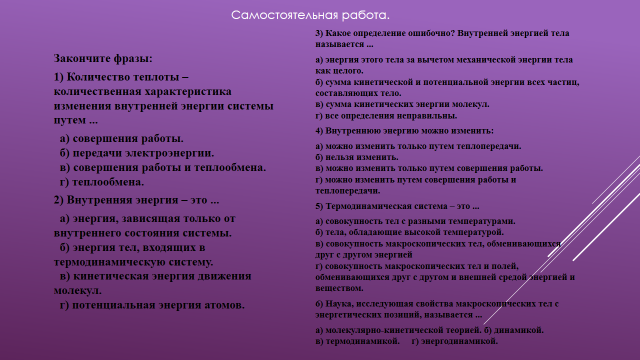 Самостоятельная работа.
Закончите фразы:
1) Количество теплоты –
количественная характеристика
изменения внутренней энергии системы
путем ...
а) совершения работы.
б) передачи электроэнергии.
в) совершения работы и теплообмена.
г) теплообмена.
2) Внутренняя энергия – это ...
а) энергия, зависящая только от
внутреннего состояния системы.
б) энергия тел, входящих в
термодинамическую систему.
в) кинетическая энергия движения
молекул.
г) потенциальная энергия атомов.
3) Какое определение ошибочно? Внутренней энергией тела
называется ...
а) энергия этого тела за вычетом механической энергии тела
как целого.
б) сумма кинетической и потенциальной энергии всех частиц,
составляющих тело.
в) сумма кинетических энергии молекул.
г) все определения неправильны.
4) Внутреннюю энергию можно изменить:
а) можно изменить только путем теплопередачи.
б) нельзя изменить.
в) можно изменить только путем совершения работы.
г) можно изменить путем совершения работы и
теплопередачи.
5) Термодинамическая система – это ...
а) совокупность тел с разными температурами.
б) тела, обладающие высокой температурой.
в) совокупность макроскопических тел, обменивающихся
друг с другом энергией
г) совокупность макроскопических тел и полей,
обменивающихся друг с другом и внешней средой энергией и
веществом.
6) Наука, исследующая свойства макроскопических тел с
энергетических позиций, называется ...
а) молекулярно-кинетической теорией. б) динамикой.
в) термодинамикой. г) энергодинамикой.